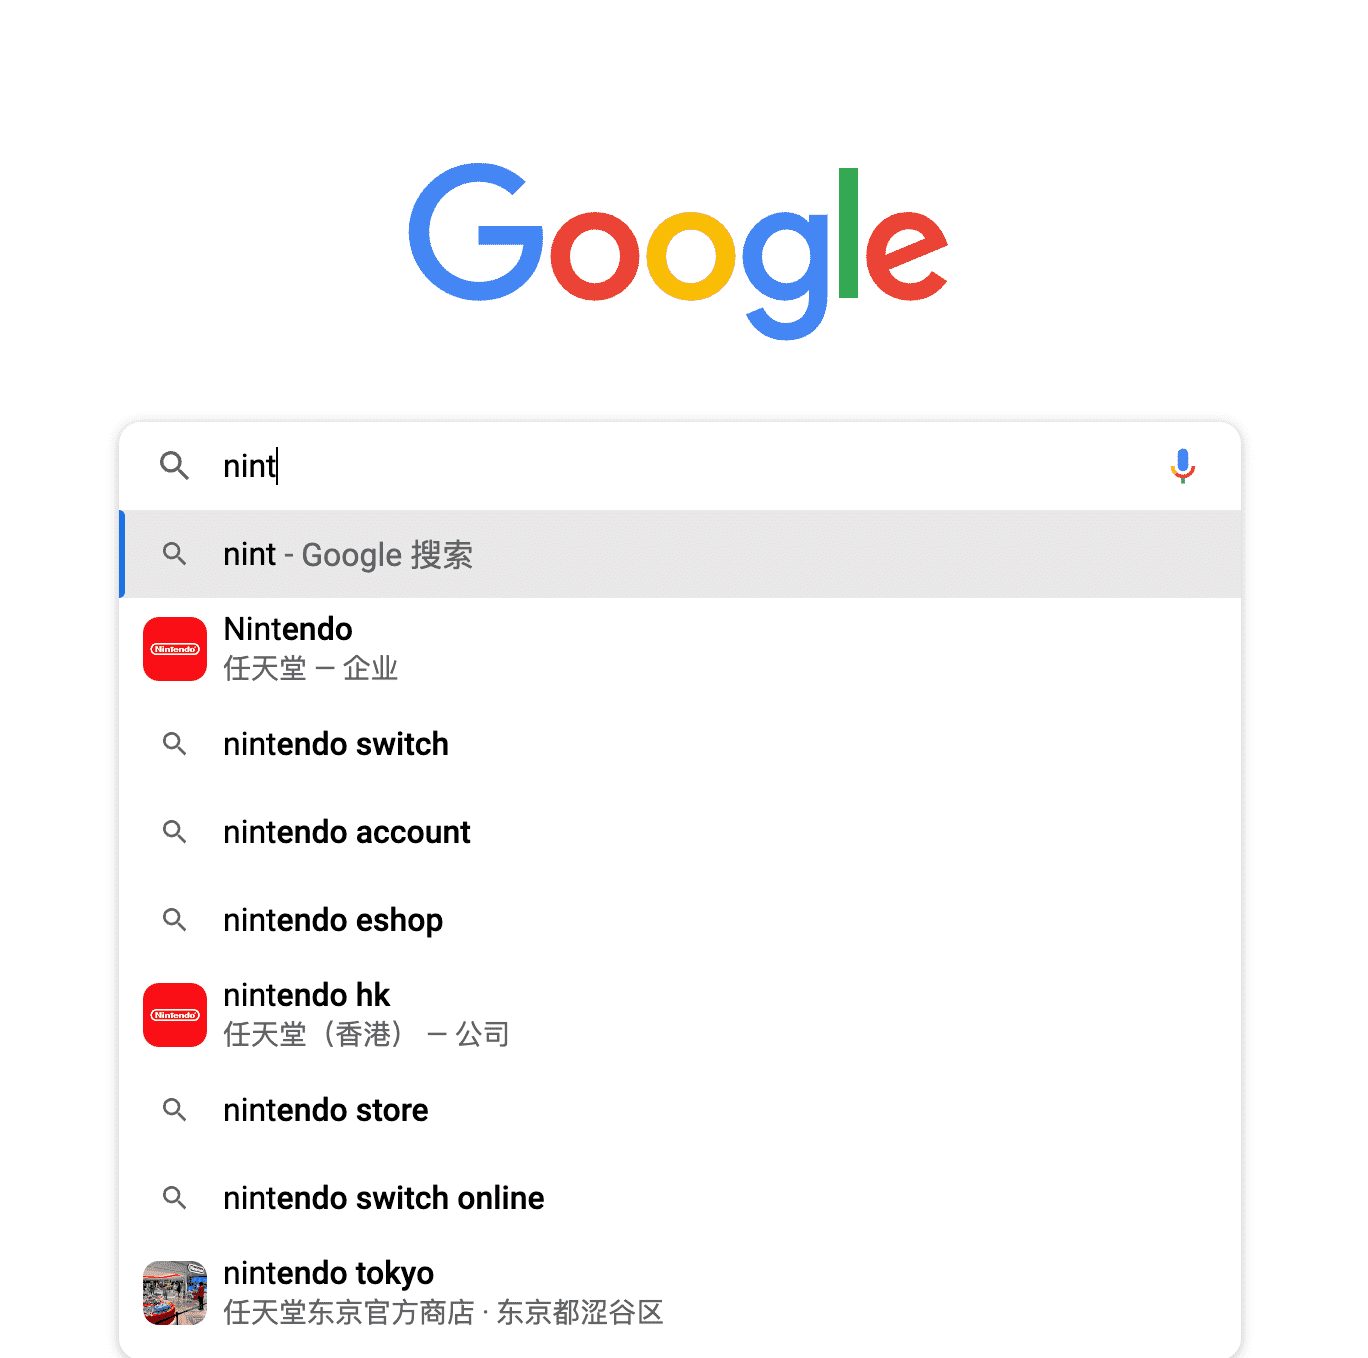 Google
nint
nint - Google 搜索
Nintendo
Nintendo
任天堂 — 企业
nintendo switch
nintendo account
nintendo eshop
Nintendo
nintendo hk
任天堂（香港） — 公司
nintendo store
nintendo switch online
nintendo tokyo
任天堂东京官方商店 · 东京都涩谷区